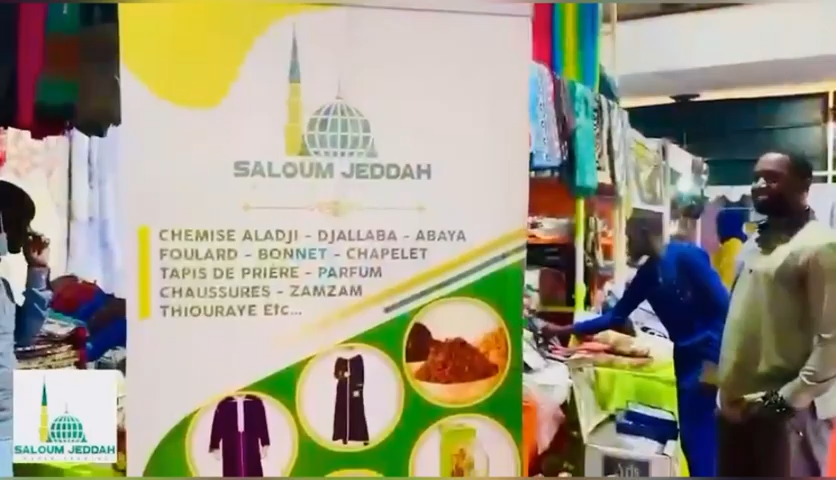 SALOUM JEDDAH
CHEMISE ALADJI - DJALLABA - ABAYA
FOULARD - BONNET - CHAPELET
TAPIS DE PRIÈRE - PARFUM
CHAUSSURES - ZAMZAM
THIOURAYE Etc...
SALOUM JEDDAH